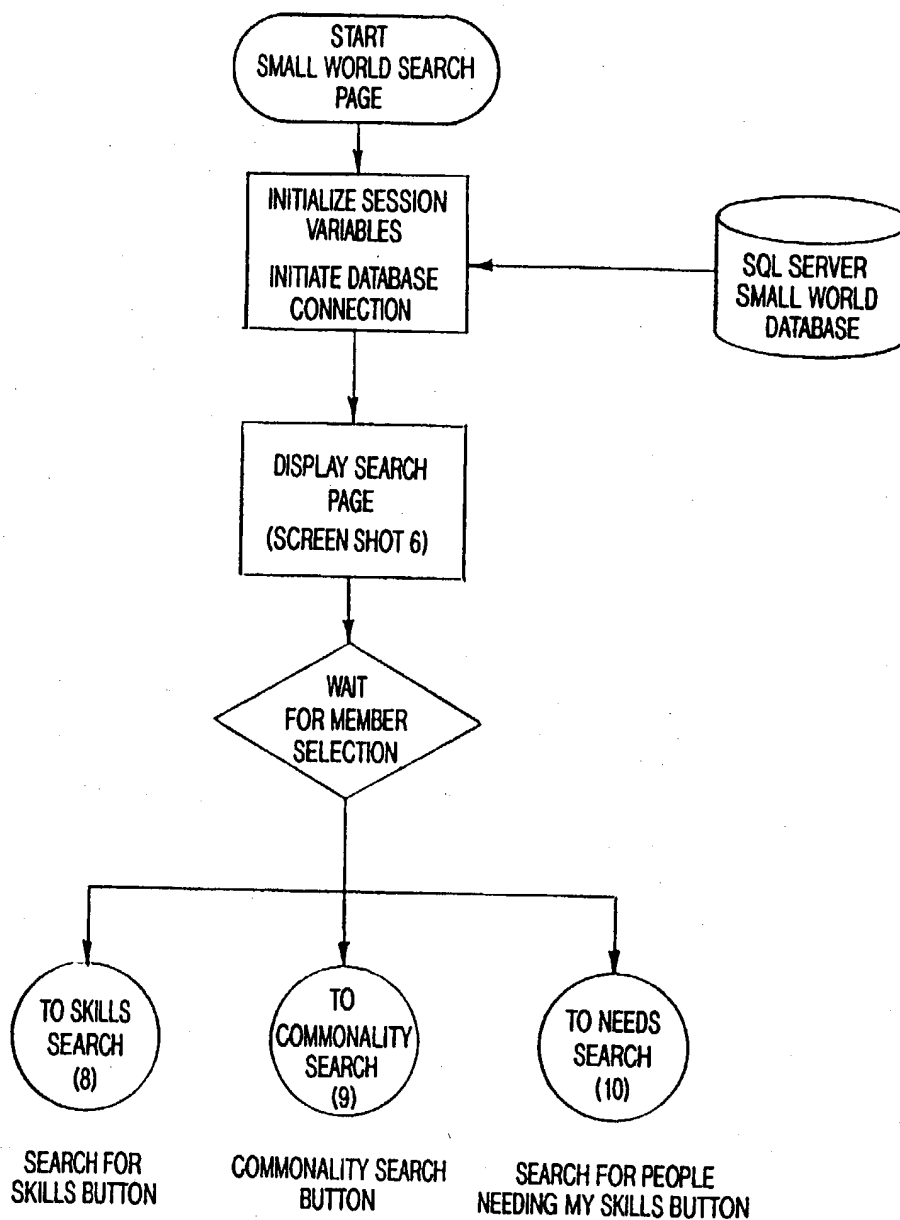 START
SMALL WORLD SEARCH
PAGE
INITIALIZE SESSION
VARIABLES
INITIATE DATABASE
CONNECTION
SQL SERVER
SMALL WORLD
DATABASE
DISPLAY SEARCH
PAGE
(SCREEN SHOT 6)
WAIT
FOR MEMBER
SELECTION
TO SKILLS
SEARCH
(8)
TO
COMMONALITY
SEARCH
(9)
TO NEEDS
SEARCH
(10)
SEARCH FOR
SKILLS BUTTON
COMMONALITY SEARCH
BUTTON
SEARCH FOR PEOPLE
NEEDING MY SKILLS BUTTON